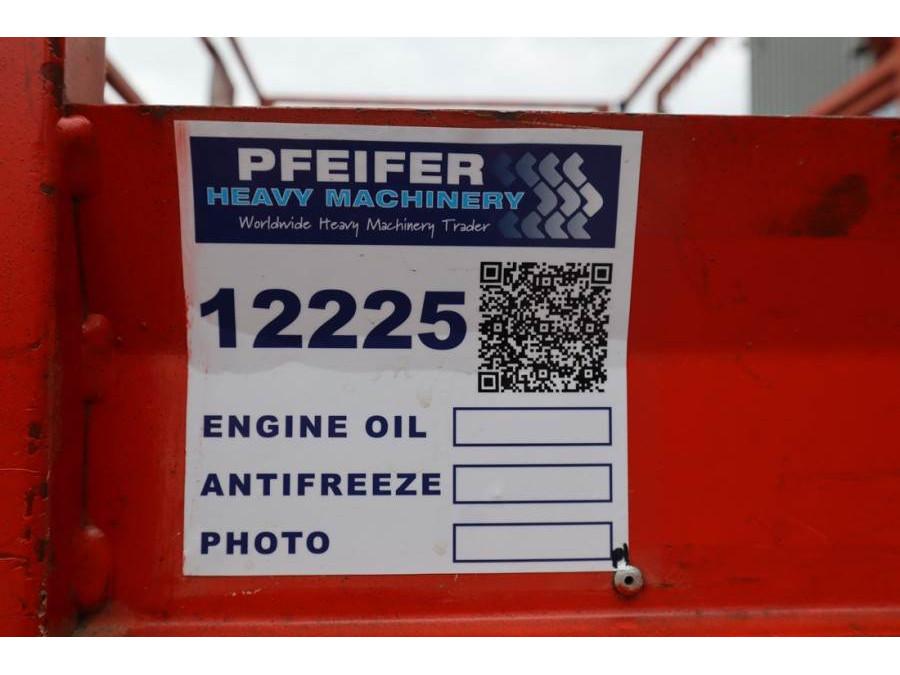 PFEIFER
HEAVY MACHINERY
Worldwide Heavy Machinery Trader
12225
ENGINE OIL
ANTIFREEZE
PHOTO